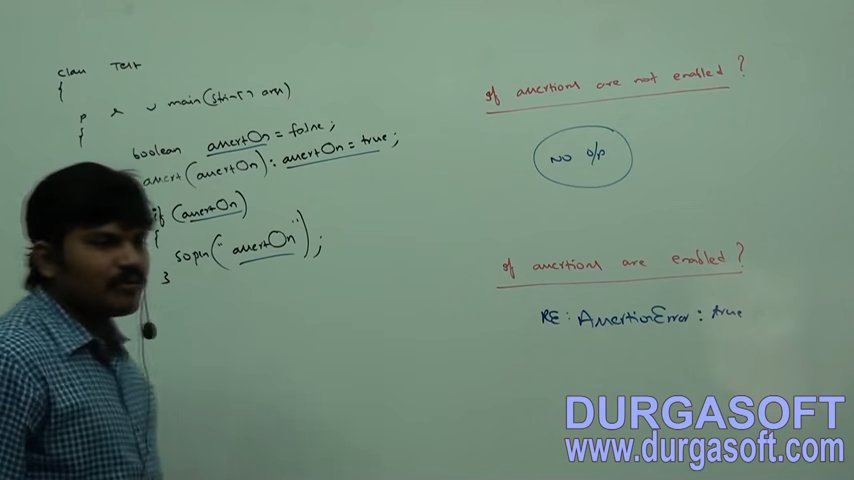 class Test
{
p s v main(String[] args)
{
boolean assertOn = false;
assert(assertOn): assertOn = true;
if (assertOn)
{
sopln("assertOn");
}
If assertions are not enabled?
No o/p
If assertions are enabled?
RE: AssertionError: true
DURGASOFT
www.durgasoft.com